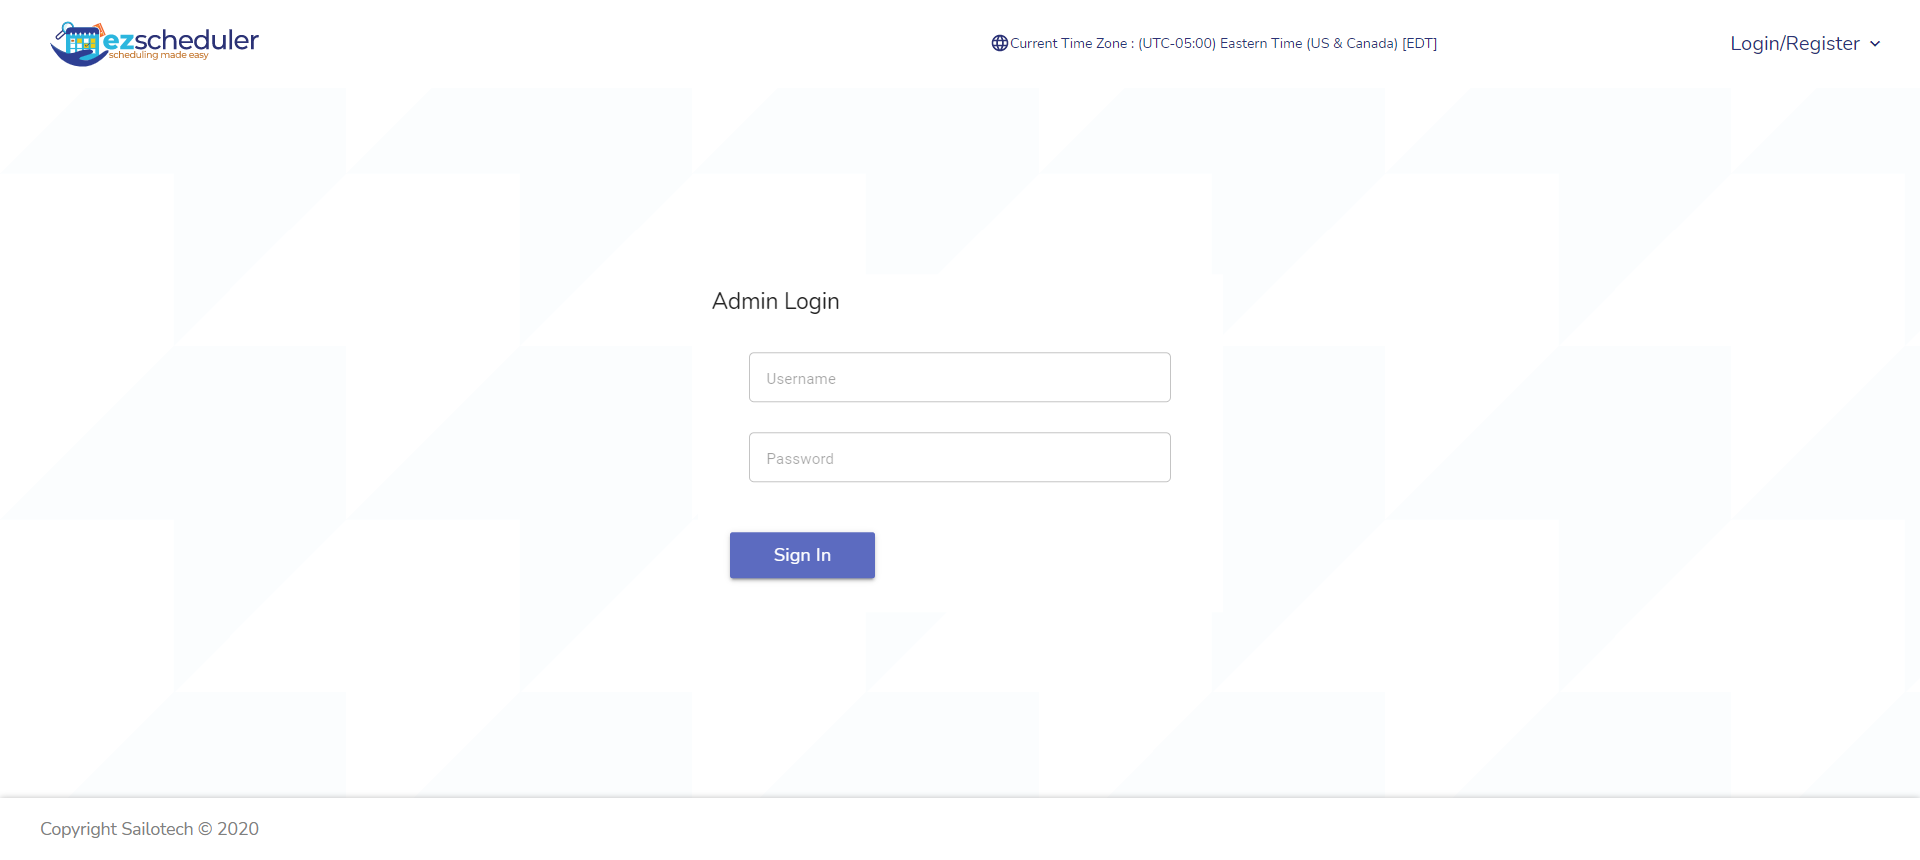 ezscheduler
scheduling made easy
Current Time Zone : (UTC-05:00) Eastern Time (US & Canada) [EDT]
Login/Register
Admin Login
Username
Password
Sign In
Copyright Sailotech © 2020